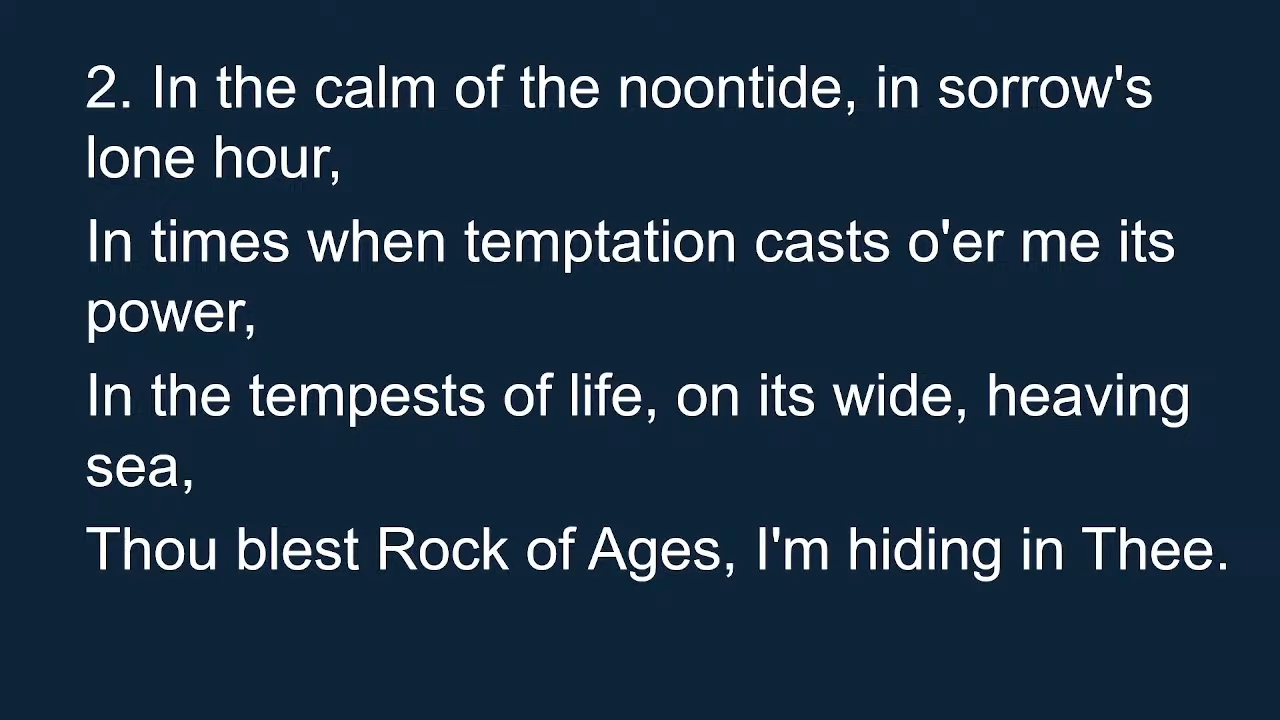 2. In the calm of the noontide, in sorrow's
lone hour,
In times when temptation casts o'er me its
power,
In the tempests of life, on its wide, heaving
sea,
Thou blest Rock of Ages, I'm hiding in Thee.